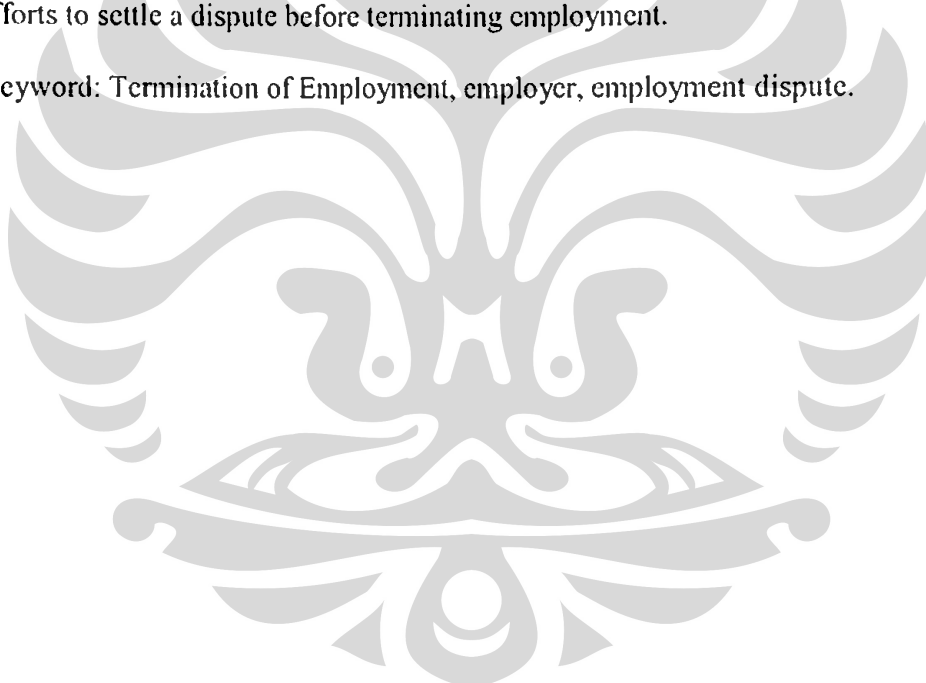 fforts to settle a dispute before terminating employment.
eyword: Termination of Employment, employer, employment dispute.